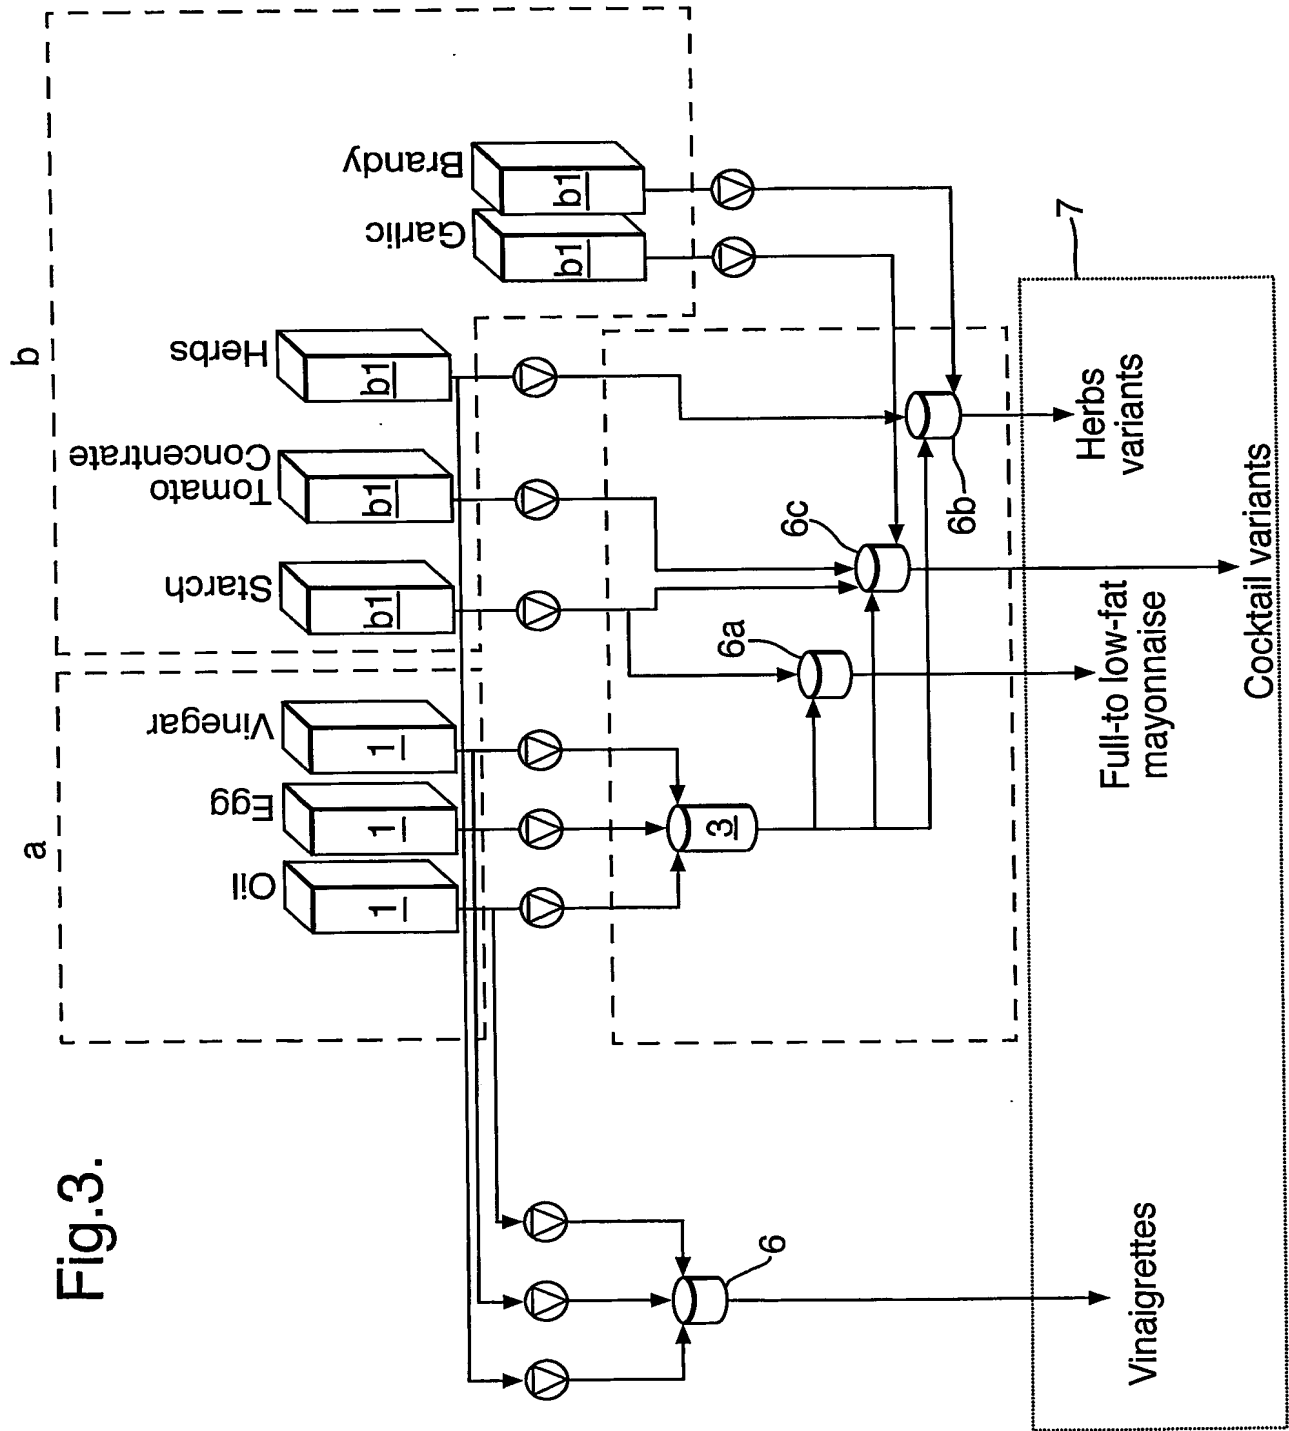 Fig.3.
a
b
Oil
Egg
Vinegar
Starch
Tomato
Concentrate
Herbs
Garlic
Brandy
1
1
1
b1
b1
b1
b1
b1
3
6
6a
6c
6b
7
Vinaigrettes
Full-to low-fat
mayonnaise
Cocktail variants
Herbs
variants